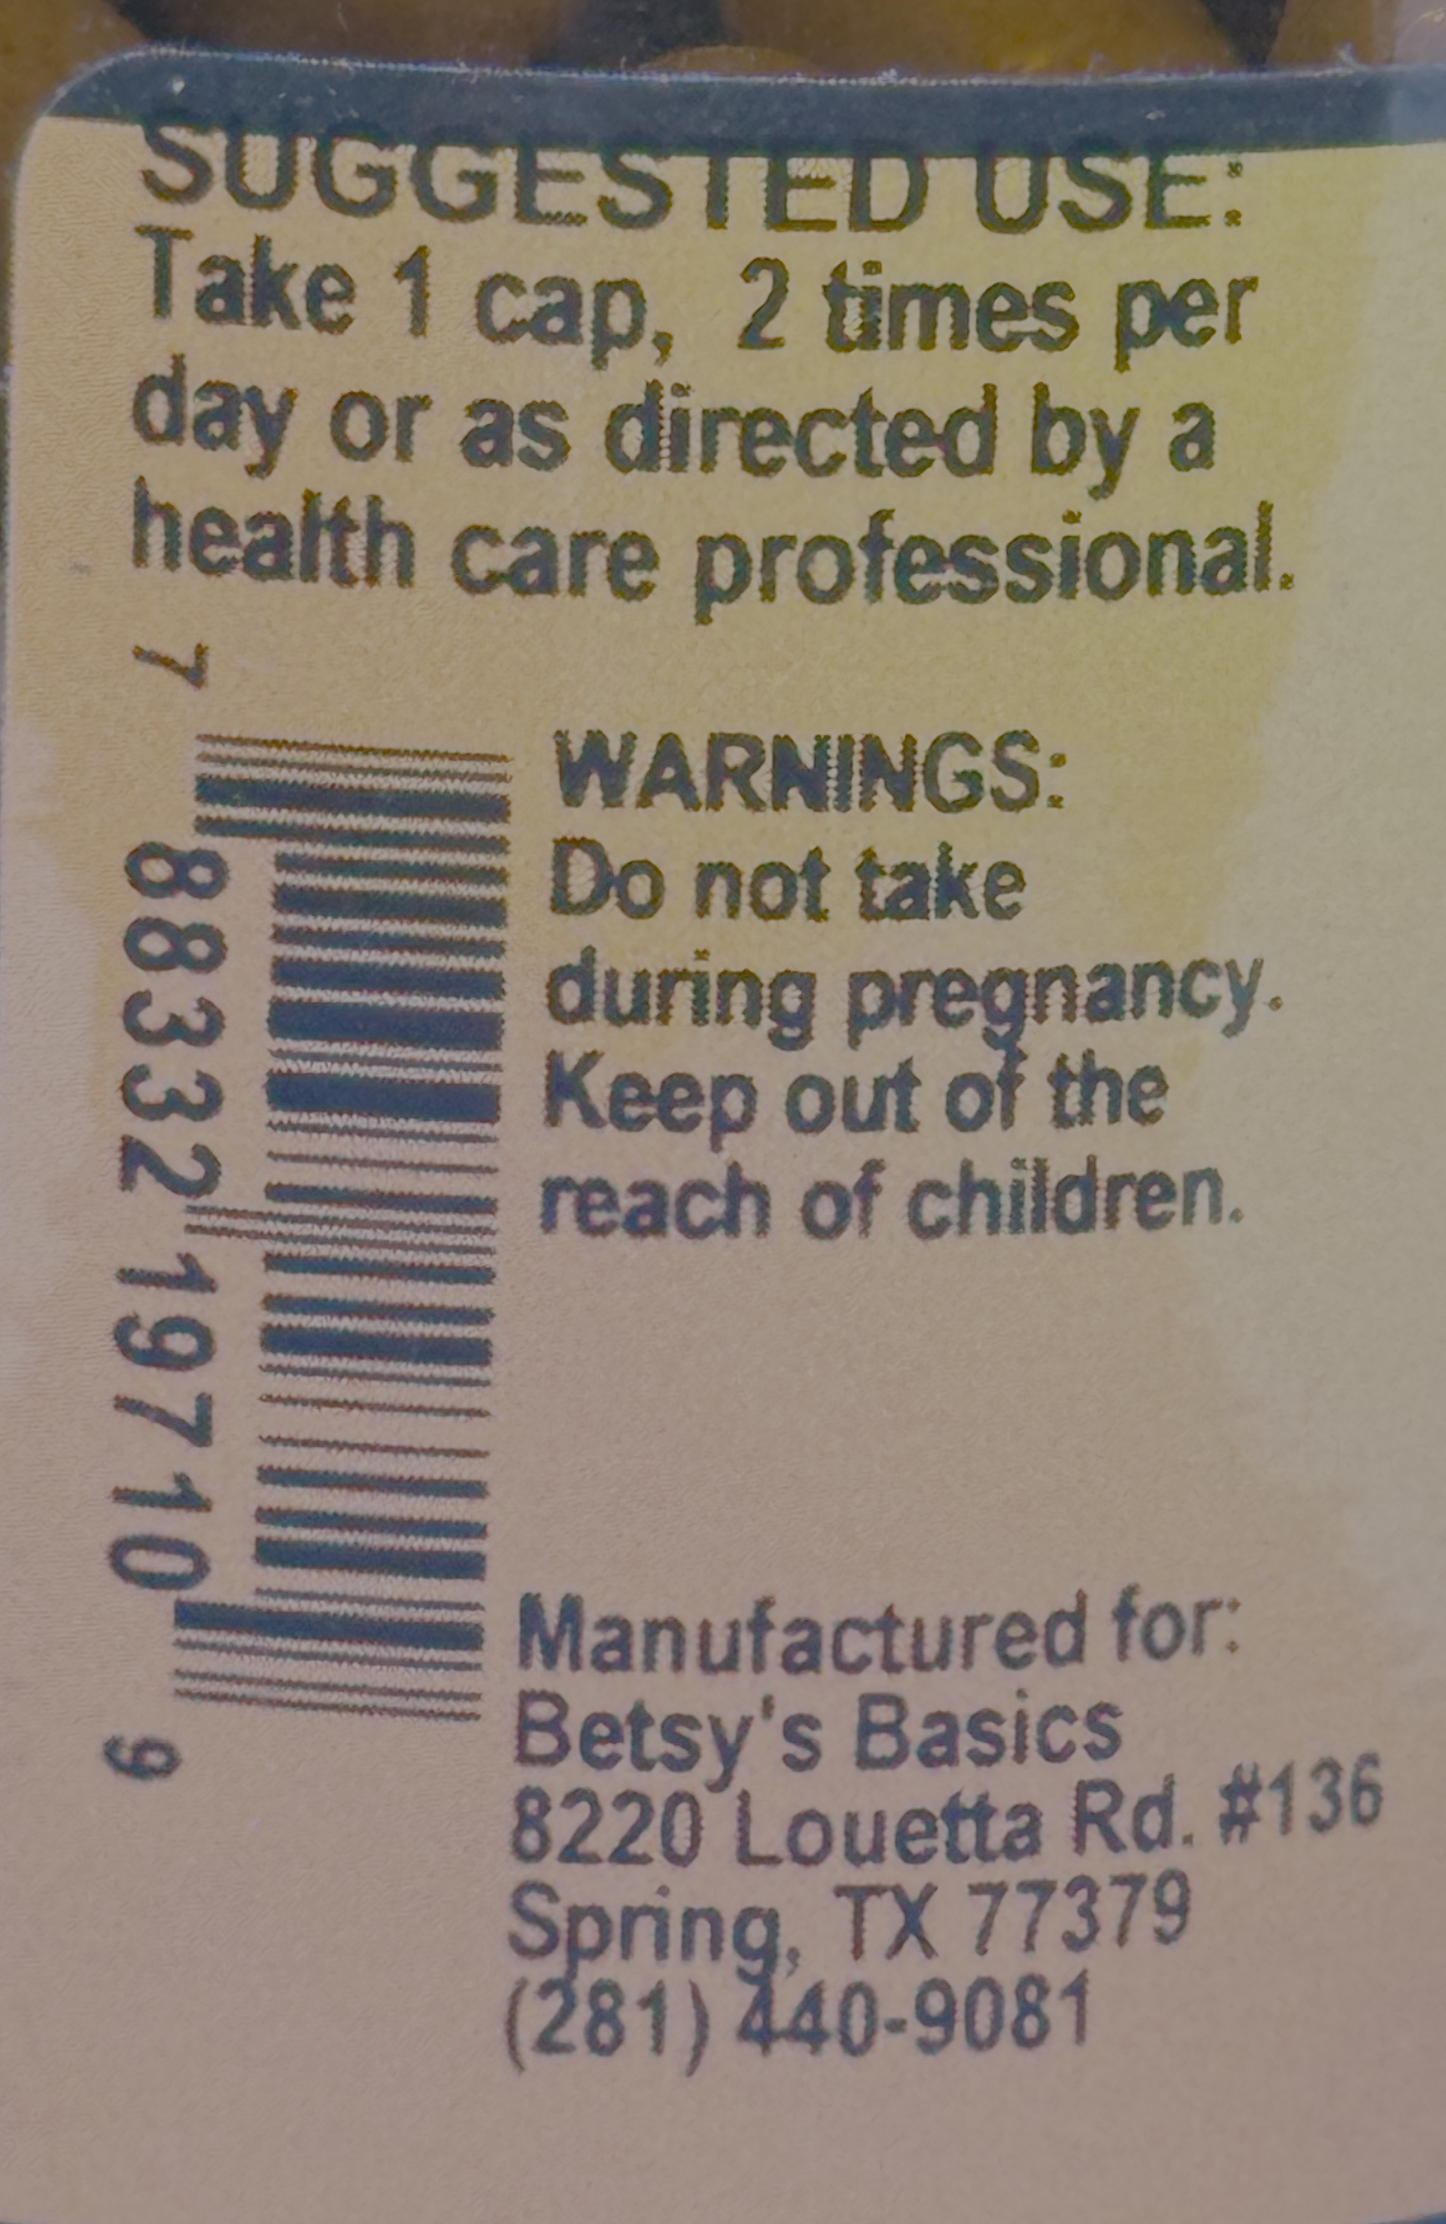 SUGGESTED USE:
Take 1 cap, 2 times per
day or as directed by a
health care professional.
7 88332 19710 9
WARNINGS:
Do not take
during pregnancy.
Keep out of the
reach of children.
Manufactured for:
Betsy's Basics
8220 Louetta Rd. #136
Spring, TX 77379
(281) 440-9081